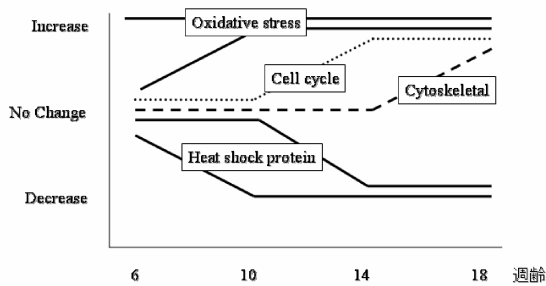 Increase
Oxidative stress
Cell cycle
Cytoskeletal
No Change
Heat shock protein
Decrease
6 10 14 18 週齢